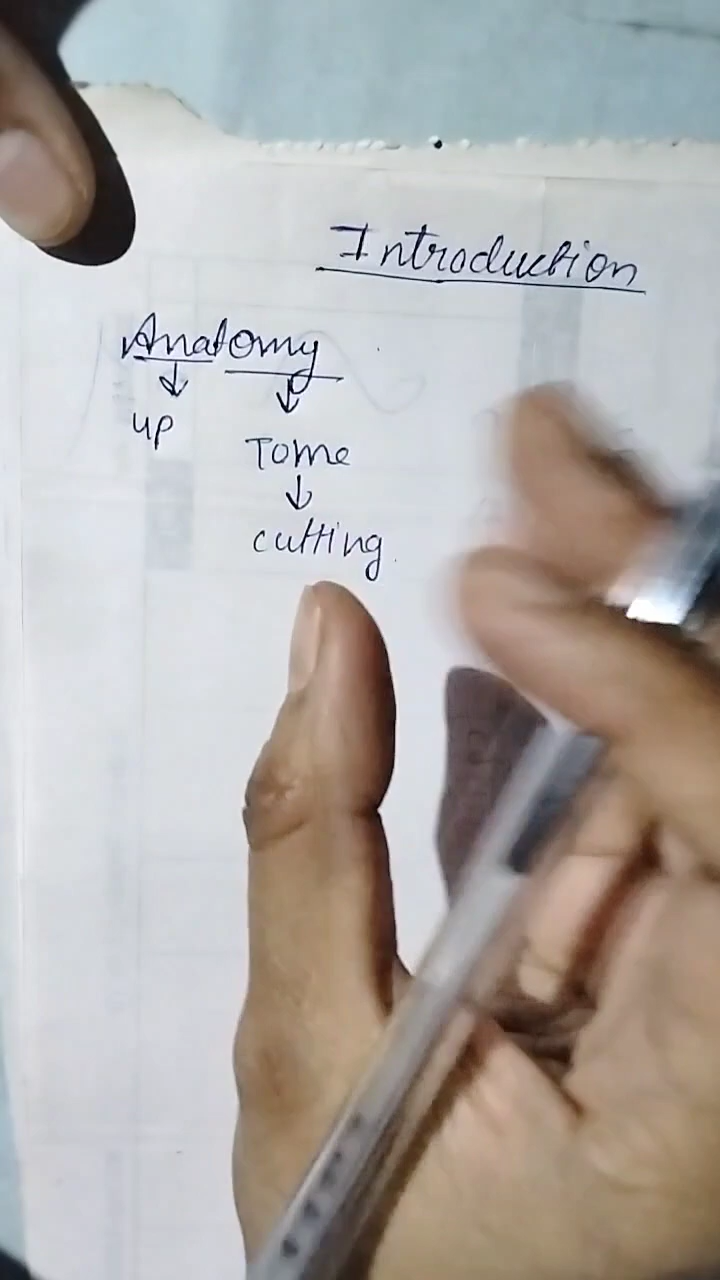 Introduction
Anatomy
↓ ↓
up Tome
↓
cutting.